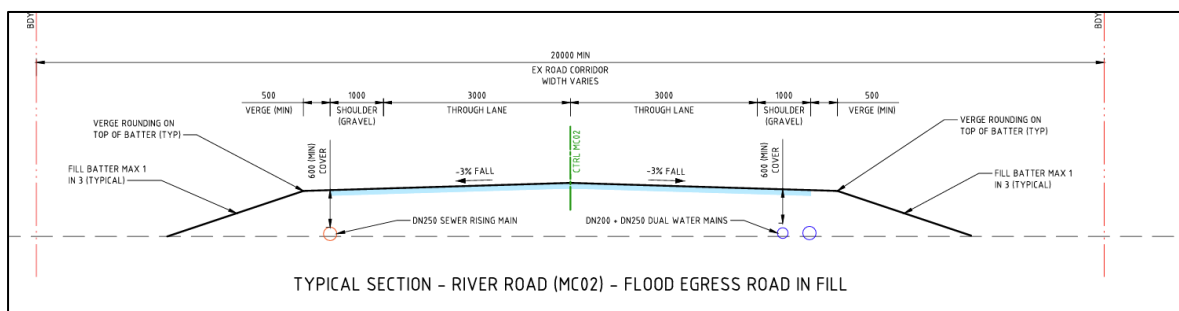 BDY
BDY
20000 MIN
EX ROAD CORRIDOR
WIDTH VARIES
500
1000
3000
3000
1000
500
VERGE (MIN)
SHOULDER
(GRAVEL)
THROUGH LANE
THROUGH LANE
SHOULDER
(GRAVEL)
VERGE (MIN)
VERGE ROUNDING ON
TOP OF BATTER (TYP)
600 (MIN)
COVER
CTRL MC02
600 (MIN)
COVER
VERGE ROUNDING ON
TOP OF BATTER (TYP)
FILL BATTER MAX 1
IN 3 (TYPICAL)
-3% FALL
-3% FALL
FILL BATTER MAX 1
IN 3 (TYPICAL)
DN250 SEWER RISING MAIN
DN200 + DN250 DUAL WATER MAINS
TYPICAL SECTION - RIVER ROAD (MC02) - FLOOD EGRESS ROAD IN FILL